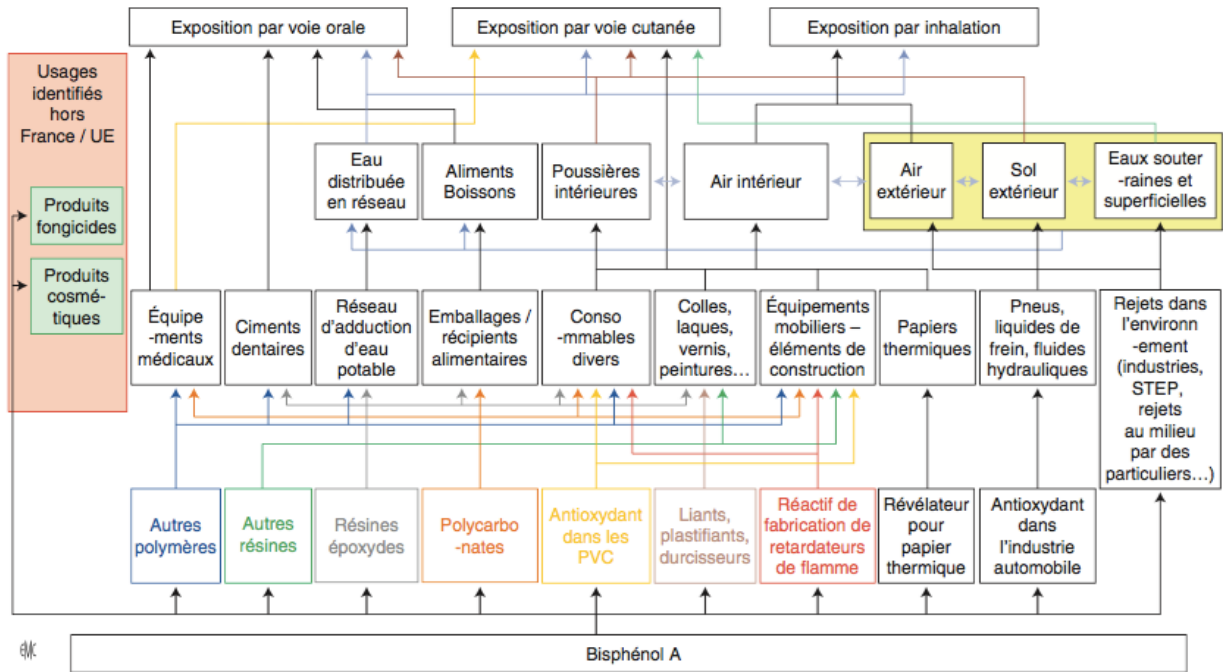 Exposition par voie orale
Exposition par voie cutanée
Exposition par inhalation
Usages
identifiés
hors
France / UE
Produits
fongicides
Produits
cosmé-
tiques
Eau
distribuée
en réseau
Aliments
Boissons
Poussières
intérieures
Air intérieur
Air
extérieur
Sol
extérieur
Eaux souter
-raines et
superficielles
Équipe
-ments
médicaux
Ciments
dentaires
Réseau
d'adduction
d'eau
potable
Emballages /
récipients
alimentaires
Conso
-mmables
divers
Colles,
laques,
vernis,
peintures...
Équipements
mobiliers –
éléments de
construction
Papiers
thermiques
Pneus,
liquides de
frein, fluides
hydrauliques
Rejets dans
l'environn
-ement
(industries,
STEP,
rejets
au milieu
par des
particuliers...)
Autres
polymères
Autres
résines
Résines
époxydes
Polycarbo
-nates
Antioxydant
dans les
PVC
Liants,
plastifiants,
durcisseurs
Réactif de
fabrication de
retardateurs
de flamme
Révélateur
pour
papier
thermique
Antioxydant
dans
l'industrie
automobile
EMC
Bisphénol A